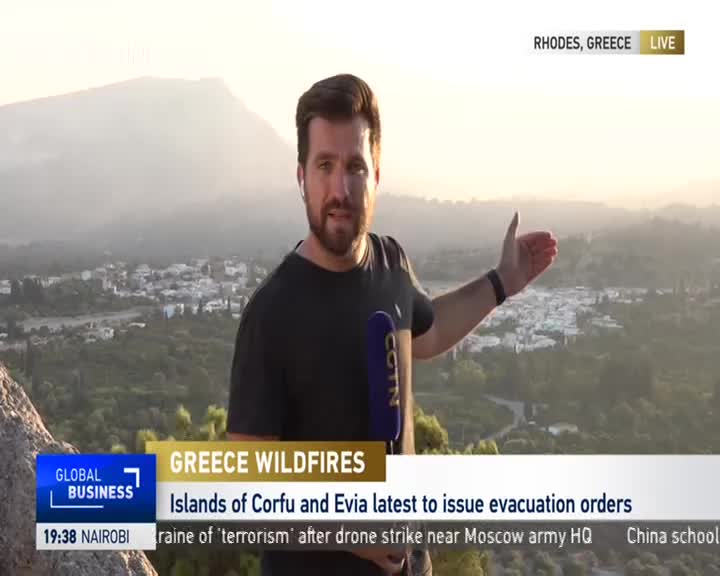 RHODES, GREECE LIVE
CGTN
GREECE WILDFIRES
GLOBAL
BUSINESS
Islands of Corfu and Evia latest to issue evacuation orders
19:38 NAIROBI
raine of 'terrorism' after drone strike near Moscow army HQ China school